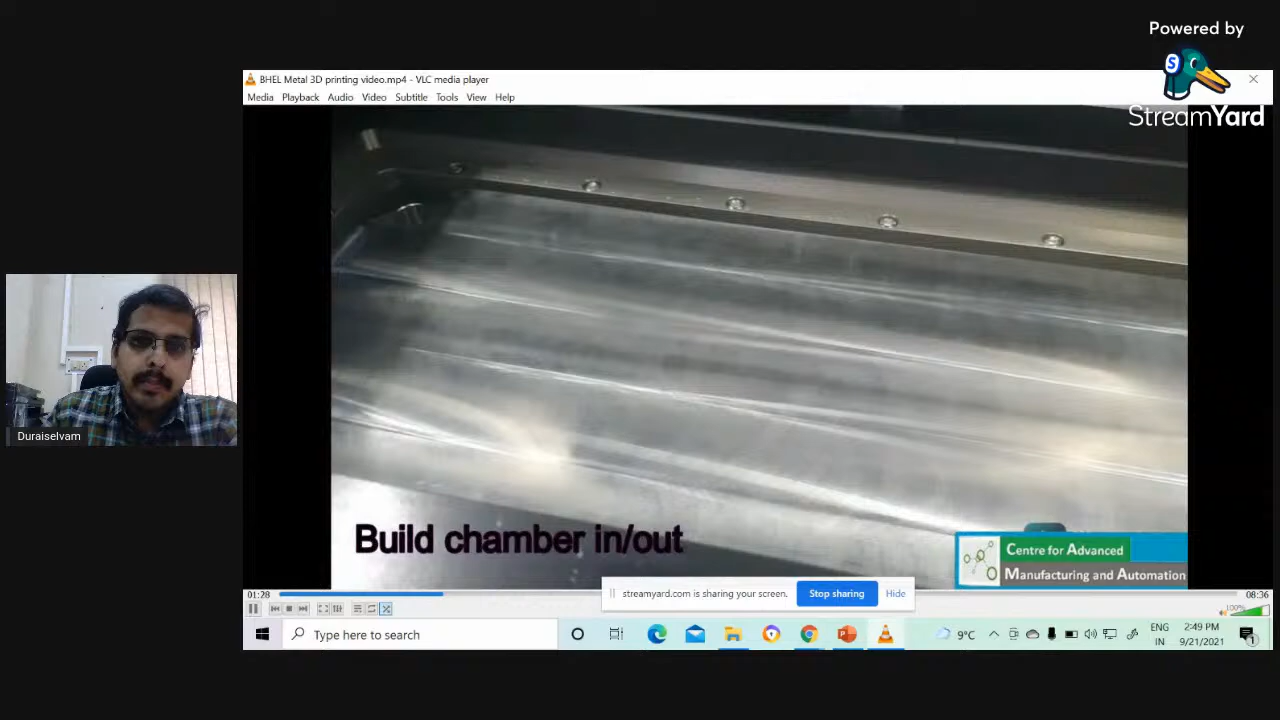 Powered by
StreamYard
BHEL Metal 3D printing video.mp4 - VLC media player
Media Playback Audio Video Subtitle Tools View Help
Duraiselvam
Build chamber in/out
Centre for Advanced
Manufacturing and Automation
streamyard.com is sharing your screen. Stop sharing Hide
01:28
08:36
100%
Type here to search
9°C
ENG
IN
2:49 PM
9/21/2021